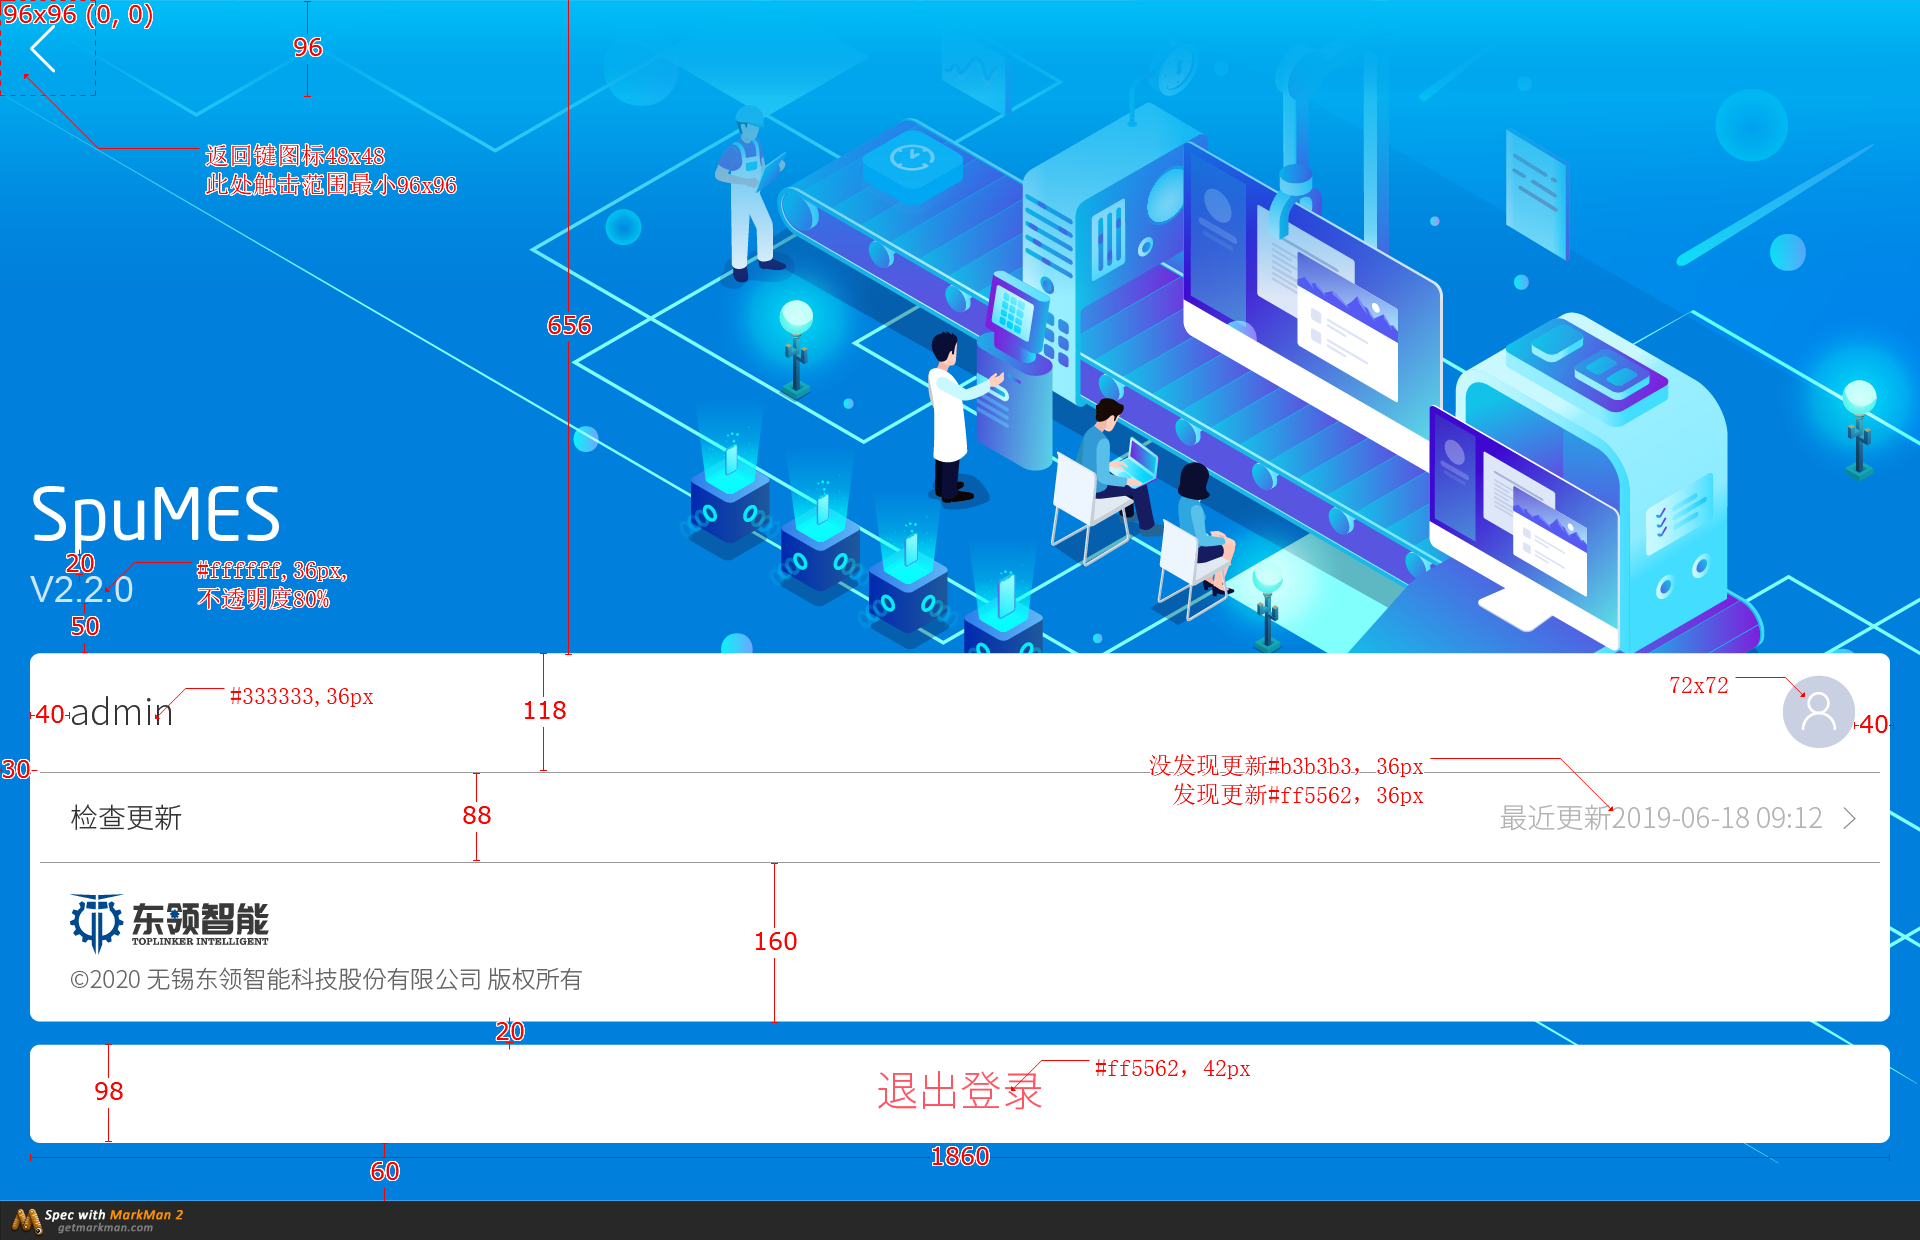 96x96 (0, 0)
96
返回键图标48x48
此处触击范围最小96x96
656
SpuMES
20
#ffffff,36px,
V2.2.0
不透明度80%
50
admin
40
#333333,36px
118
72x72
40
30
没发现更新#b3b3b3，36px
发现更新#ff5562，36px
检查更新
88
最近更新2019-06-18 09:12
东领智能
TOPLINKER INTELLIGENT
160
©2020 无锡东领智能科技股份有限公司 版权所有
20
98
退出登录
#ff5562，42px
1860
60
Spec with MarkMan 2
getmarkman.com